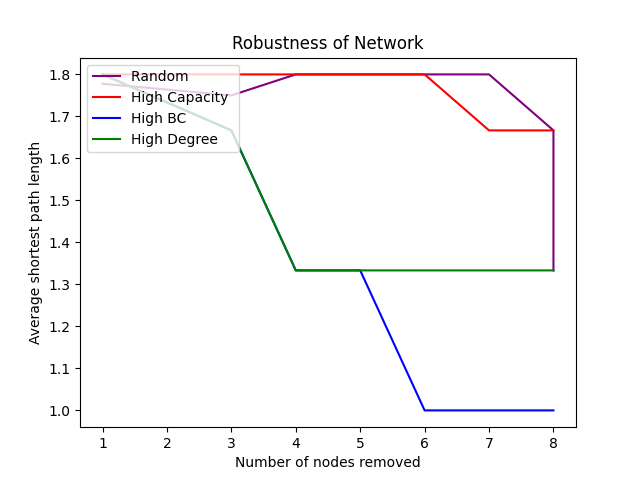 Robustness of Network
Random
High Capacity
High BC
High Degree
Average shortest path length
1.8
1.7
1.6
1.5
1.4
1.3
1.2
1.1
1.0
1 2 3 4 5 6 7 8
Number of nodes removed